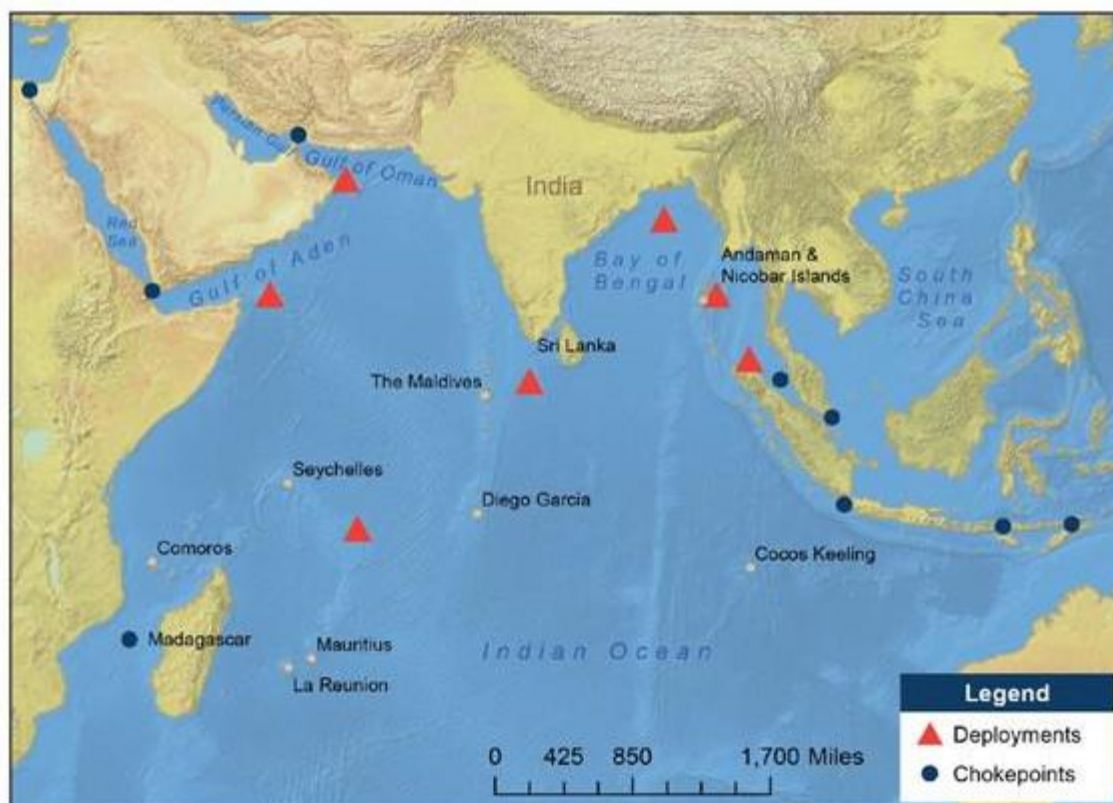 Persian Gulf
Gulf of Oman
India
Red
Sea
Gulf of Aden
Bay of
Bengal
Andaman &
Nicobar Islands
South
China
Sea
Sri Lanka
The Maldives
Seychelles
Diego Garcia
Comoros
Cocos Keeling
Madagascar
Mauritius
La Reunion
Indian Ocean
Legend
Deployments
Chokepoints
0 425 850 1,700 Miles